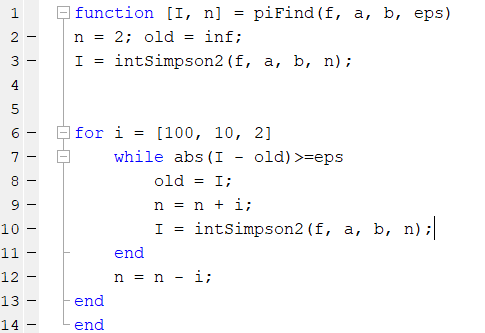 1 function [I, n] = piFind(f, a, b, eps)
2 — n = 2; old = inf;
3 — I = intSimpson2(f, a, b, n);
4
5
6 — for i = [100, 10, 2]
7 — while abs(I - old)>=eps
8 — old = I;
9 — n = n + i;
10 — I = intSimpson2(f, a, b, n);
11 — end
12 — n = n - i;
13 — end
14 — end